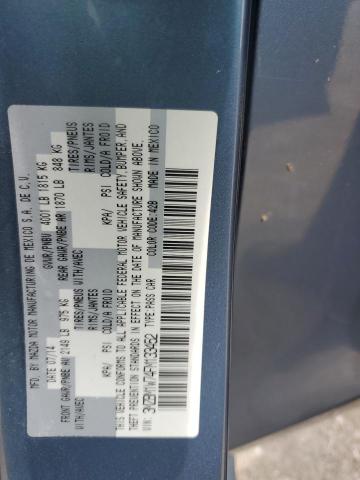 MFD BY MAZDA MOTOR MANUFACTURING DE MEXICO S.A. DE C.V.
DATE 07/14 GVWR/PNBV 4001 LB 1815 KG
FRONT GAWR/PNBE AV 2149 LB 975 KG REAR GAWR/PNBE AR 1870 LB 848 KG
WITH/AVEC TIRES/PNEUS WITH/AVEC TIRES/PNEUS
RIMS/JANTES RIMS/JANTES
KPA/ PSI COLD/A FROID KPA/ PSI COLD/A FROID
THIS VEHICLE CONFORMS TO ALL APPLICABLE FEDERAL MOTOR VEHICLE SAFETY, BUMPER, AND
THEFT PREVENTION STANDARDS IN EFFECT ON THE DATE OF MANUFACTURE SHOWN ABOVE.
VIN: 3MZBM1W74FM133452 COLOR CODE:42B MADE IN MEXICO
TYPE:PASS CAR